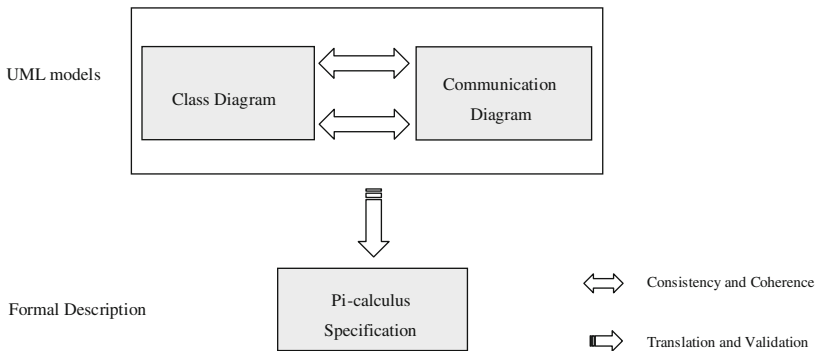 UML models
Class Diagram
Communication
Diagram
Formal Description
Pi-calculus
Specification
Consistency and Coherence
Translation and Validation